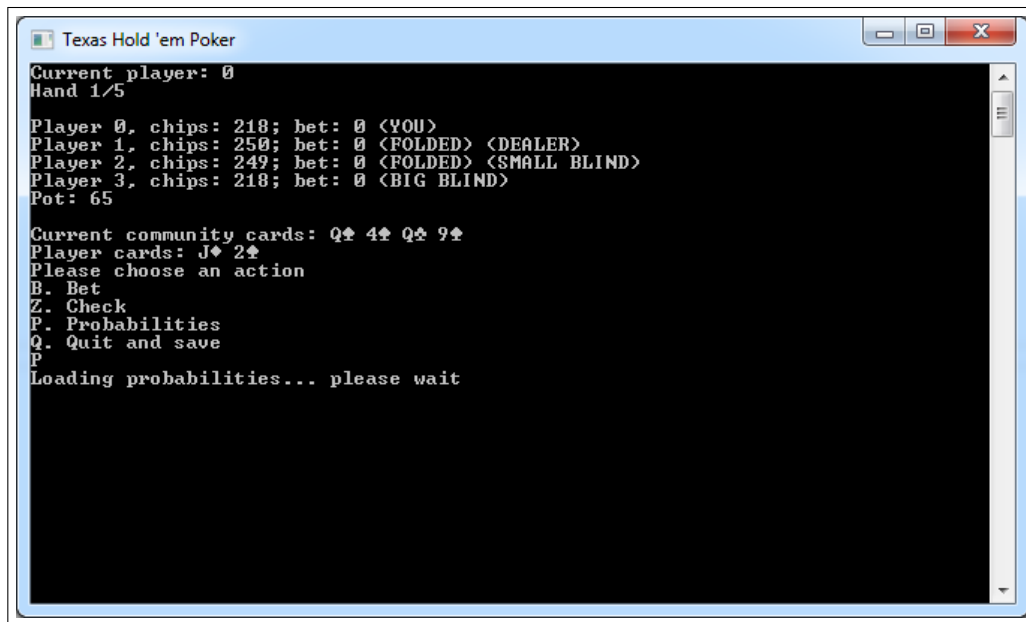 Texas Hold 'em Poker
Current player: 0
Hand 1/5
Player 0, chips: 218; bet: 0 (YOU)
Player 1, chips: 250; bet: 0 (FOLDED) (DEALER)
Player 2, chips: 249; bet: 0 (FOLDED) (SMALL BLIND)
Player 3, chips: 218; bet: 0 (BIG BLIND)
Pot: 65
Current community cards: Q♠ 4♠ Q♣ 9♠
Player cards: J♦ 2♠
Please choose an action
B. Bet
Z. Check
P. Probabilities
Q. Quit and save
P
Loading probabilities... please wait